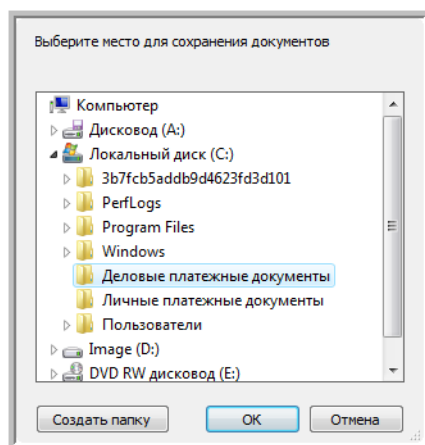 Выберите место для сохранения документов
Компьютер
Дисковод (A:)
Локальный диск (C:)
3b7fcb5addb9d4623fd3d101
PerfLogs
Program Files
Windows
Деловые платежные документы
Личные платежные документы
Пользователи
Image (D:)
DVD RW дисковод (E:)
Создать папку
ОК
Отмена